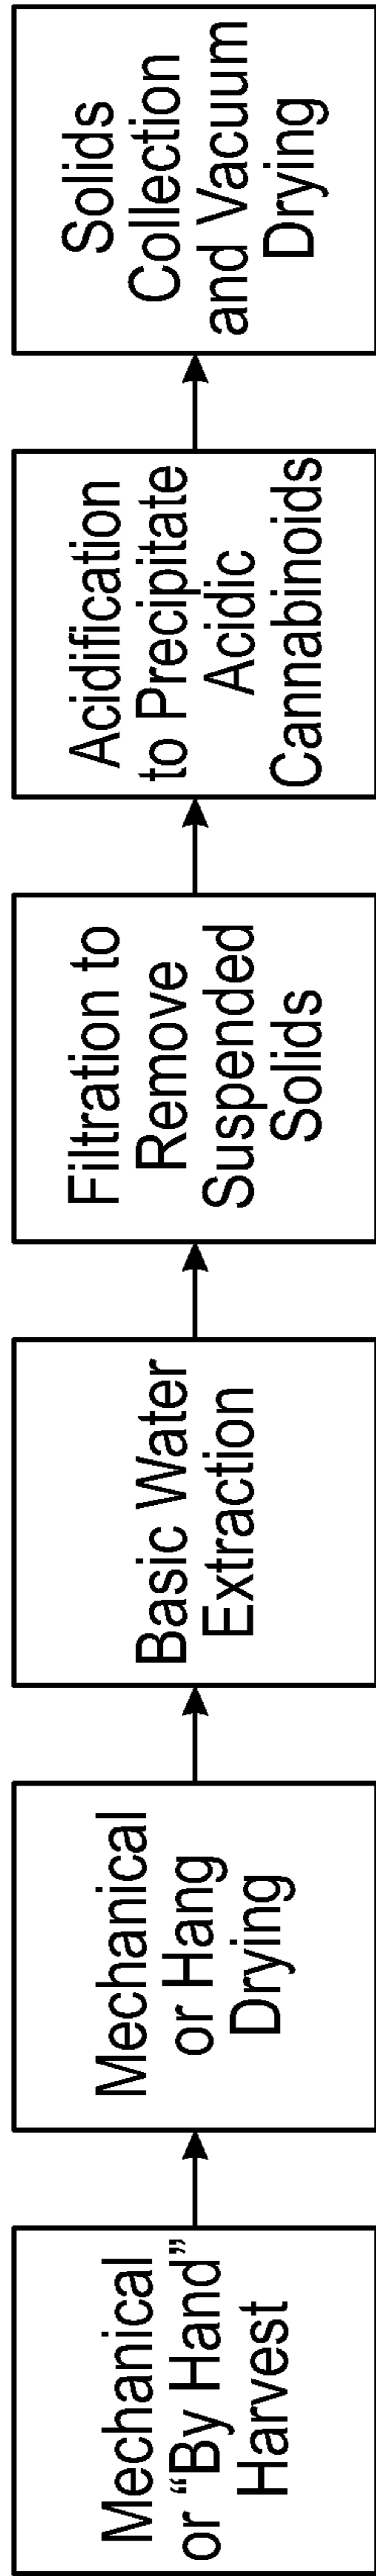 Mechanical
or “By Hand”
Harvest
Mechanical
or Hang
Drying
Basic Water
Extraction
Filtration to
Remove
Suspended
Solids
Acidification
to Precipitate
Acidic
Cannabinoids
Solids
Collection
and Vacuum
Drying